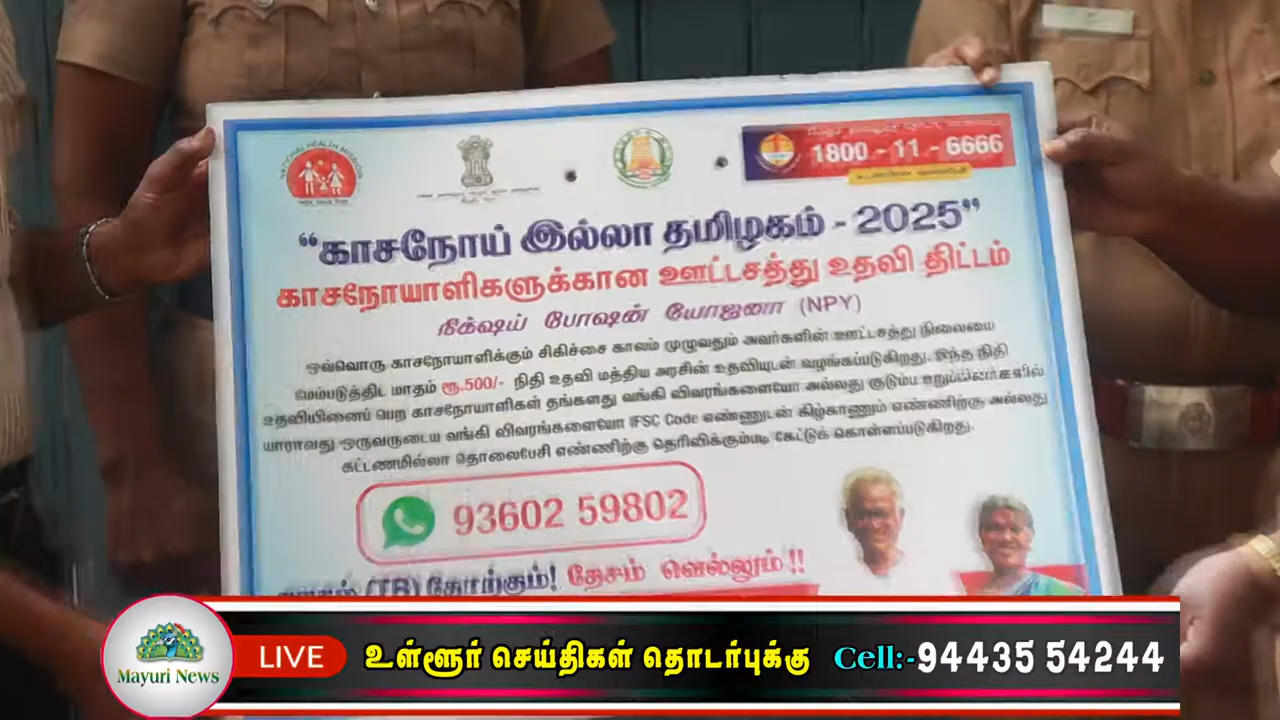 NATIONAL HEALTH MISSION
1800 - 11 - 6666
“காசநோய் இல்லா தமிழகம் - 2025”
காசநோயாளிகளுக்கான ஊட்டசத்து உதவி திட்டம்
நிக்ஷய் போஷன் யோஜனா (NPY)
ஒவ்வொரு காசநோயாளிக்கும் சிகிச்சை காலம் முழுவதும் அவர்களின் ஊட்டசத்து நிலையை
மேம்படுத்திட மாதம் ரூ.500/- நிதி உதவி மத்திய அரசின் உதவியுடன் வழங்கப்படுகிறது. இந்த நிதி
உதவியினைப் பெற காசநோயாளிகள் தங்களது வங்கி விவரங்களையோ அல்லது குடும்ப உறுப்பினர்களில்
யாராவது ஒருவருடைய வங்கி விவரங்களையோ IFSC Code எண்ணுடன் கீழ்காணும் எண்ணிற்கு அல்லது
கட்டணமில்லா தொலைபேசி எண்ணிற்கு தெரிவிக்கும்படி கேட்டுக் கொள்ளப்படுகிறது.
93602 59802
(TB) தோற்கும்! தேசம் வெல்லும் !!
Mayuri News
LIVE
உள்ளூர் செய்திகள் தொடர்புக்கு Cell:-94435 54244